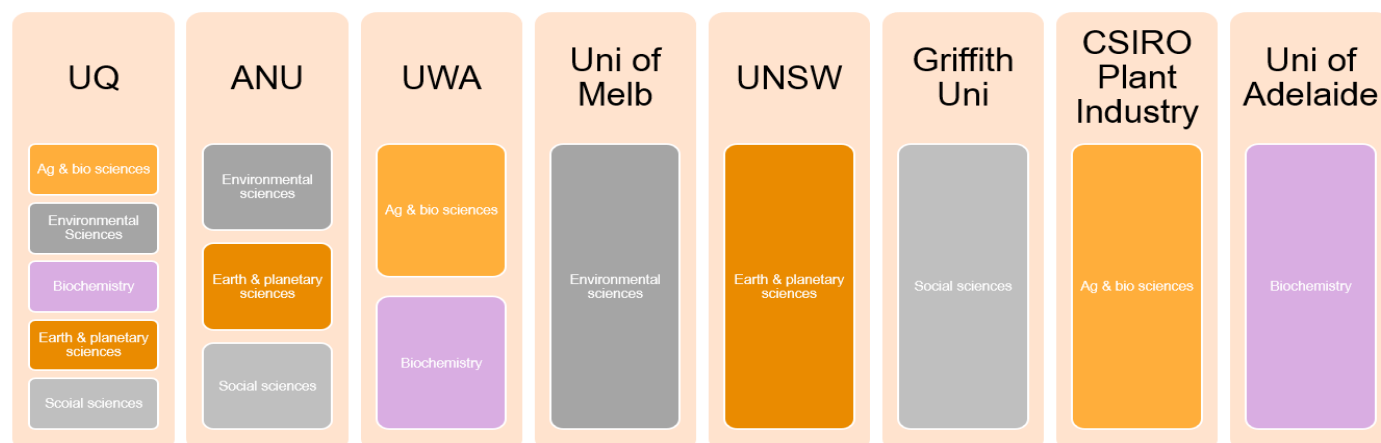 UQ
Ag & bio sciences
Environmental
Sciences
Biochemistry
Earth & planetary
sciences
Scoial sciences
ANU
Environmental
sciences
Earth & planetary
sciences
Social sciences
UWA
Ag & bio sciences
Biochemistry
Uni of
Melb
Environmental
sciences
UNSW
Earth & planetary
sciences
Griffith
Uni
Social sciences
CSIRO
Plant
Industry
Ag & bio sciences
Uni of
Adelaide
Biochemistry